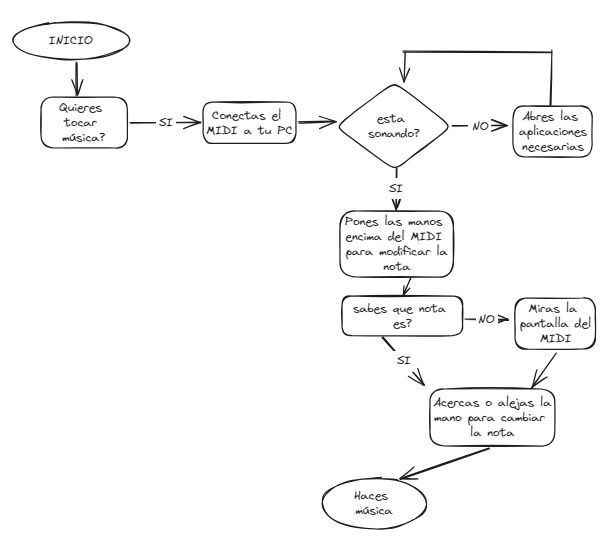 INICIO
Quieres
tocar
música?
SI
Conectas el
MIDI a tu PC
esta
sonando?
NO
Abres las
aplicaciones
necesarias
SI
Pones las manos
encima del MIDI
para modificar la
nota
sabes que nota
es?
NO
Miras la
pantalla del
MIDI
SI
Acercas o alejas la
mano para cambiar
la nota
Haces
música